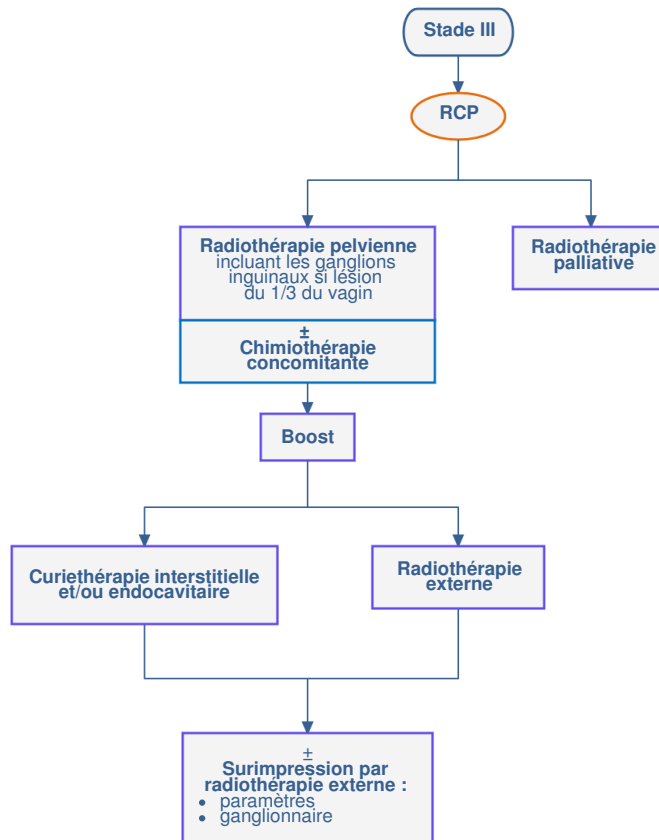 Stade III
RCP
Radiothérapie pelvienne
incluant les ganglions
inguinaux si lésion
du 1/3 du vagin
Radiothérapie
palliative
±
Chimiothérapie
concomitante
Boost
Curiethérapie interstitielle
et/ou endocavitaire
Radiothérapie
externe
±
Surimpression par
radiothérapie externe :
• paramètres
• ganglionnaire